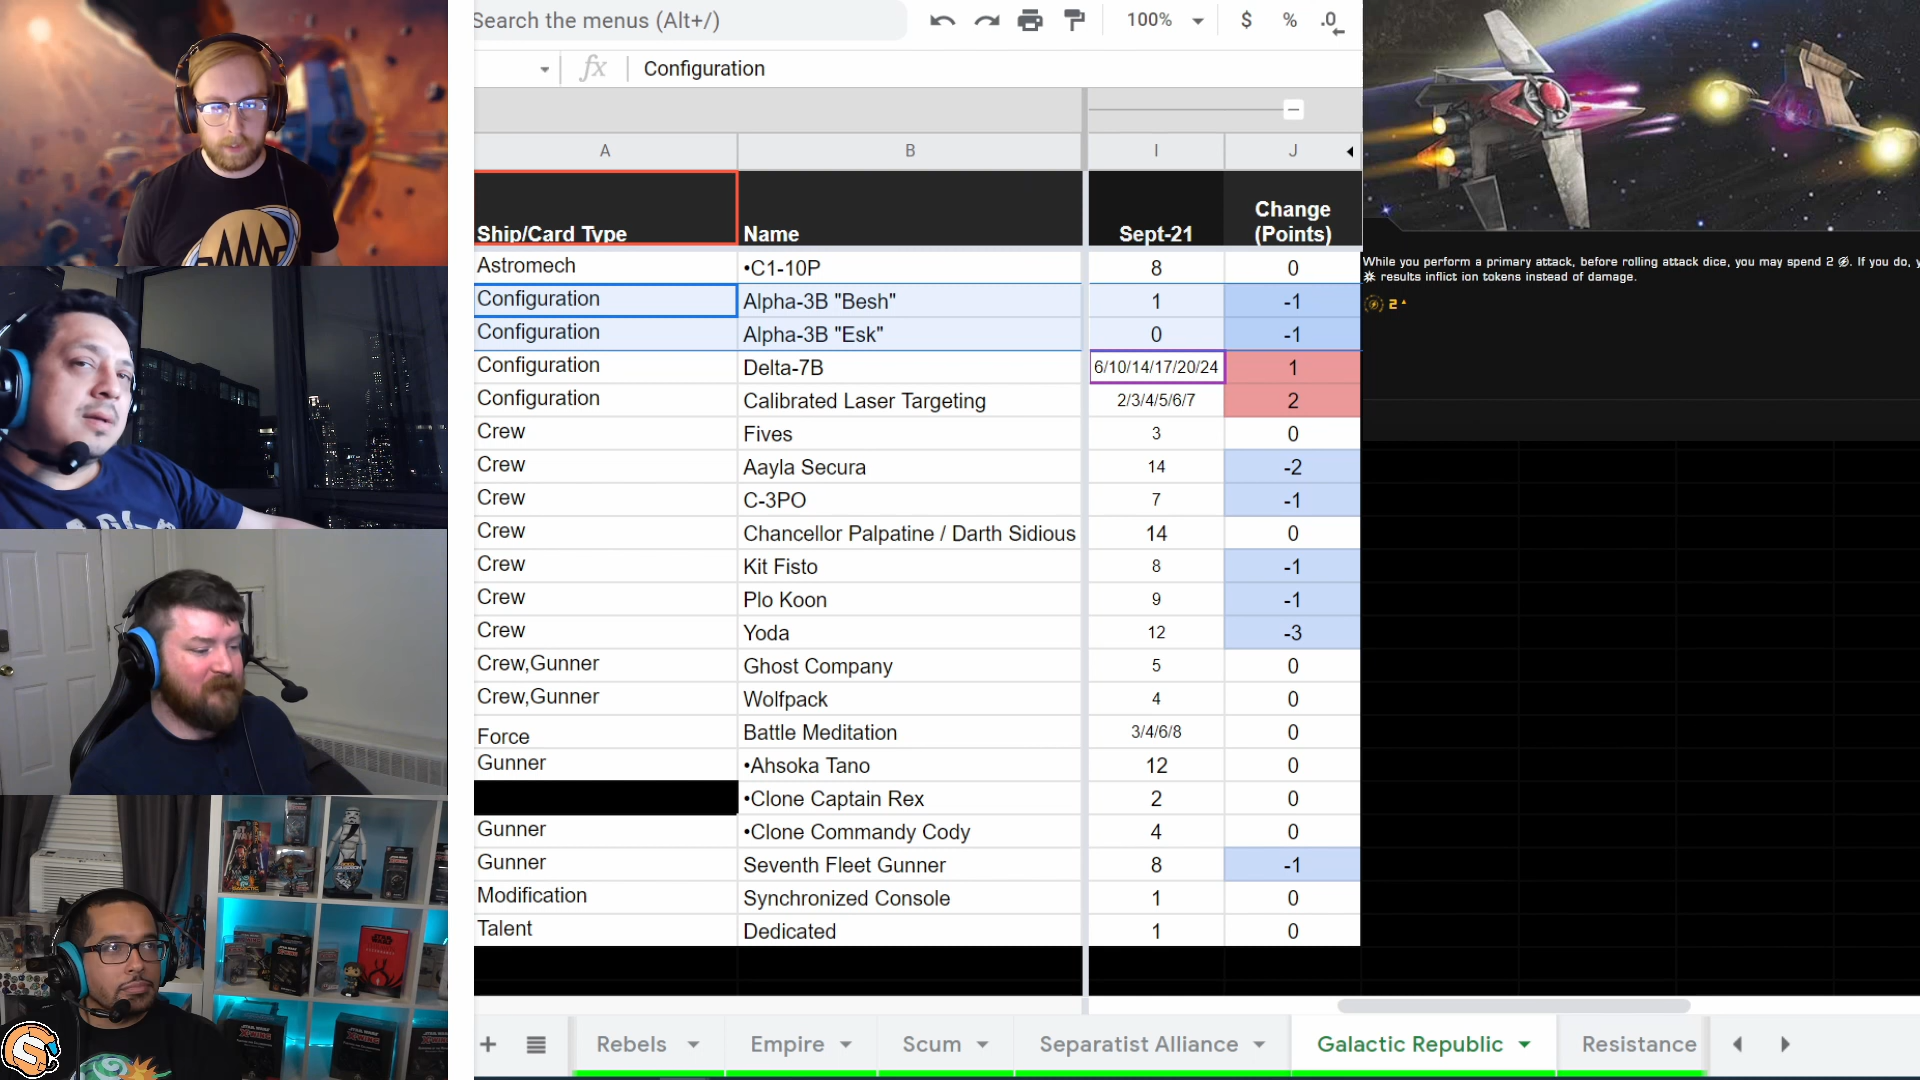 Search the menus (Alt+/)
100%
$
%
.0
fx
Configuration
A
B
I
J
Ship/Card Type
Name
Sept-21
Change
(Points)
Astromech •C1-10P 8 0
Configuration Alpha-3B "Besh" 1 -1
Configuration Alpha-3B "Esk" 0 -1
Configuration Delta-7B 6/10/14/17/20/24 1
Configuration Calibrated Laser Targeting 2/3/4/5/6/7 2
Crew Fives 3 0
Crew Aayla Secura 14 -2
Crew C-3PO 7 -1
Crew Chancellor Palpatine / Darth Sidious 14 0
Crew Kit Fisto 8 -1
Crew Plo Koon 9 -1
Crew Yoda 12 -3
Crew,Gunner Ghost Company 5 0
Crew,Gunner Wolfpack 4 0
Force Battle Meditation 3/4/6/8 0
Gunner •Ahsoka Tano 12 0
•Clone Captain Rex 2 0
Gunner •Clone Commandy Cody 4 0
Gunner Seventh Fleet Gunner 8 -1
Modification Synchronized Console 1 0
Talent Dedicated 1 0
While you perform a primary attack, before rolling attack dice, you may spend 2 . If you do, y
results inflict ion tokens instead of damage.
2
+
Rebels
Empire
Scum
Separatist Alliance
Galactic Republic
Resistance